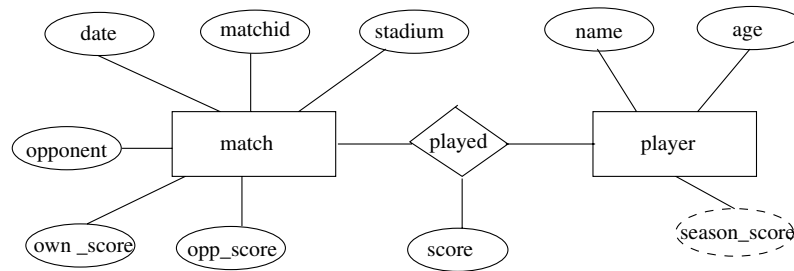 date
matchid
stadium
name
age
opponent
match
played
player
own _score
opp_score
score
season_score